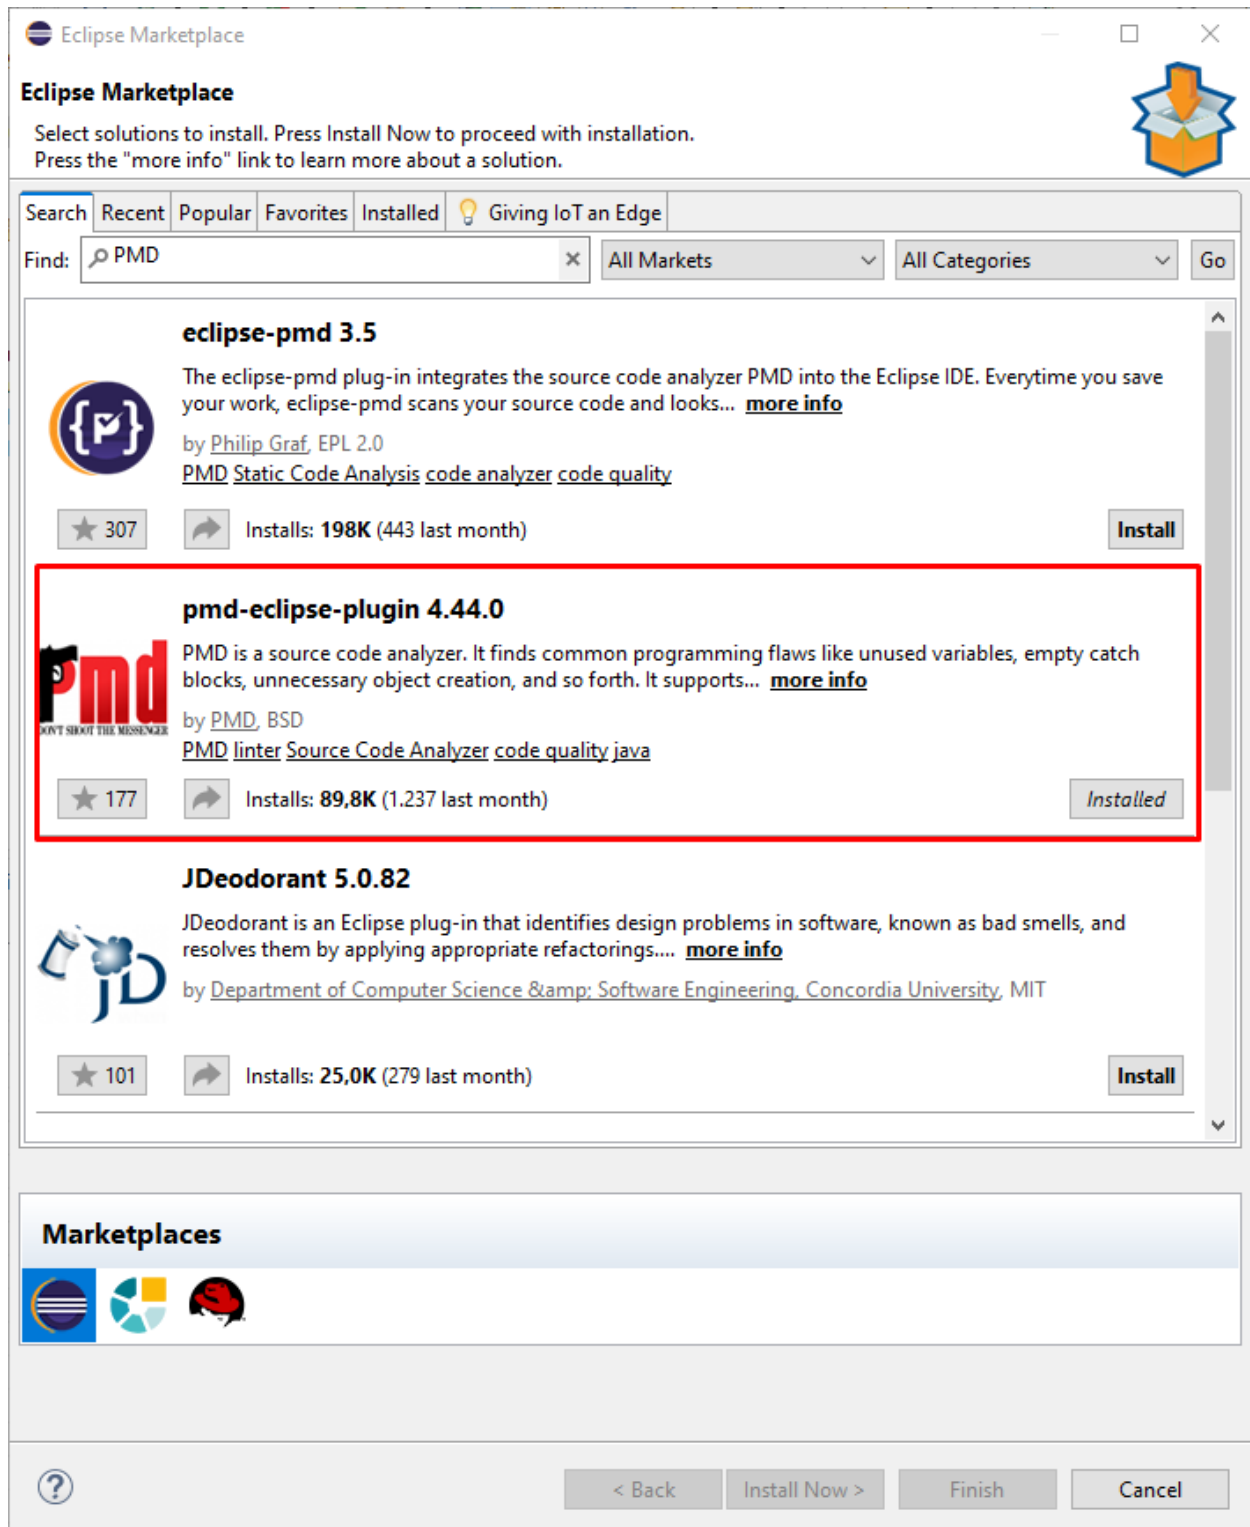 Eclipse Marketplace
Eclipse Marketplace
Select solutions to install. Press Install Now to proceed with installation.
Press the "more info" link to learn more about a solution.
Search Recent Popular Favorites Installed Giving IoT an Edge
Find: PMD All Markets All Categories Go
eclipse-pmd 3.5
The eclipse-pmd plug-in integrates the source code analyzer PMD into the Eclipse IDE. Everytime you save
your work, eclipse-pmd scans your source code and looks... more info
by Philip Graf, EPL 2.0
PMD Static Code Analysis code analyzer code quality
307 Installs: 198K (443 last month) Install
pmd-eclipse-plugin 4.44.0
PMD is a source code analyzer. It finds common programming flaws like unused variables, empty catch
blocks, unnecessary object creation, and so forth. It supports... more info
Pmd
DON'T SHOOT THE MESSENGER
by PMD, BSD
PMD linter Source Code Analyzer code quality java
177 Installs: 89,8K (1.237 last month) Installed
JDeodorant 5.0.82
JDeodorant is an Eclipse plug-in that identifies design problems in software, known as bad smells, and
resolves them by applying appropriate refactorings.... more info
JD
by Department of Computer Science &amp; Software Engineering, Concordia University, MIT
101 Installs: 25,0K (279 last month) Install
Marketplaces
? < Back Install Now > Finish Cancel